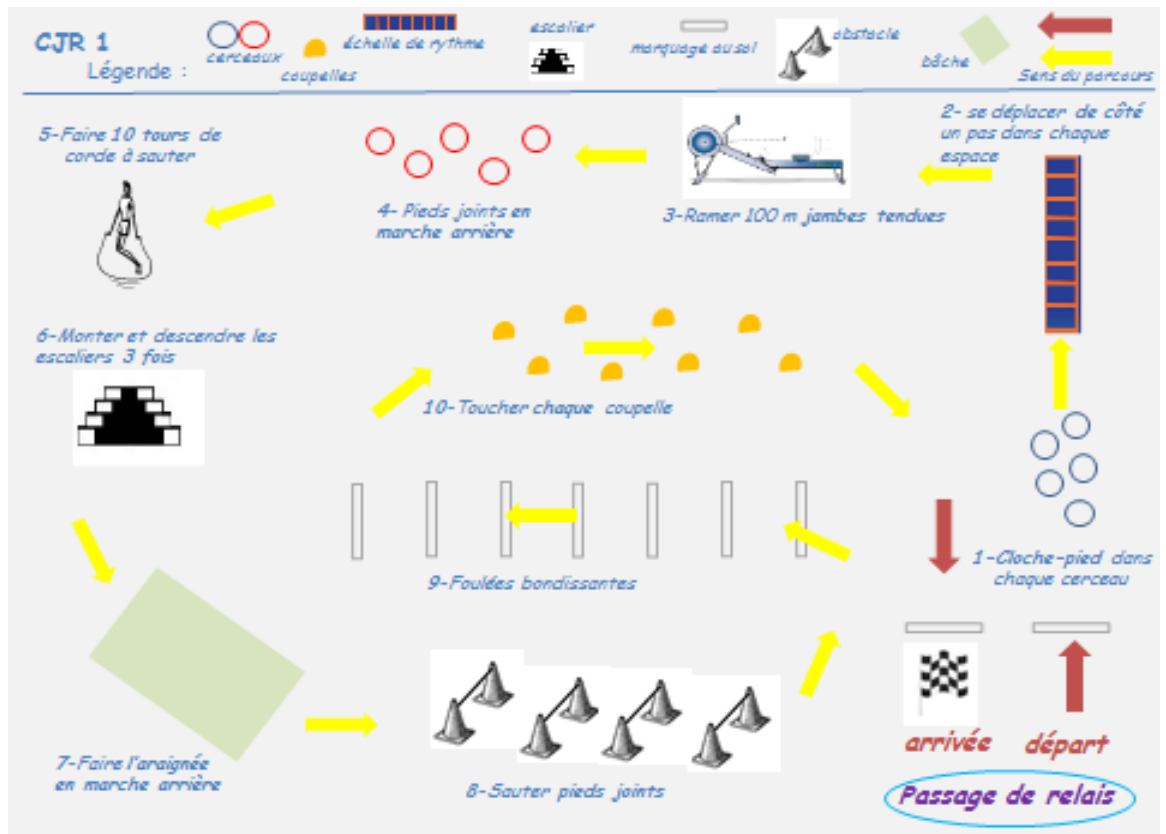 CJR 1
Légende :
cerceaux
coupelles
échelle de rythme
escalier
marquage au sol
obstacle
bâche
Sens du parcours
5-Faire 10 tours de
corde à sauter
4- Pieds joints en
marche arrière
3-Ramer 100 m jambes tendues
2- se déplacer de côté
un pas dans chaque
espace
6-Monter et descendre les
escaliers 3 fois
10-Toucher chaque coupelle
1-Cloche-pied dans
chaque cerceau
9-Foulées bondissantes
7-Faire l'araignée
en marche arrière
8-Sauter pieds joints
arrivée
départ
Passage de relais